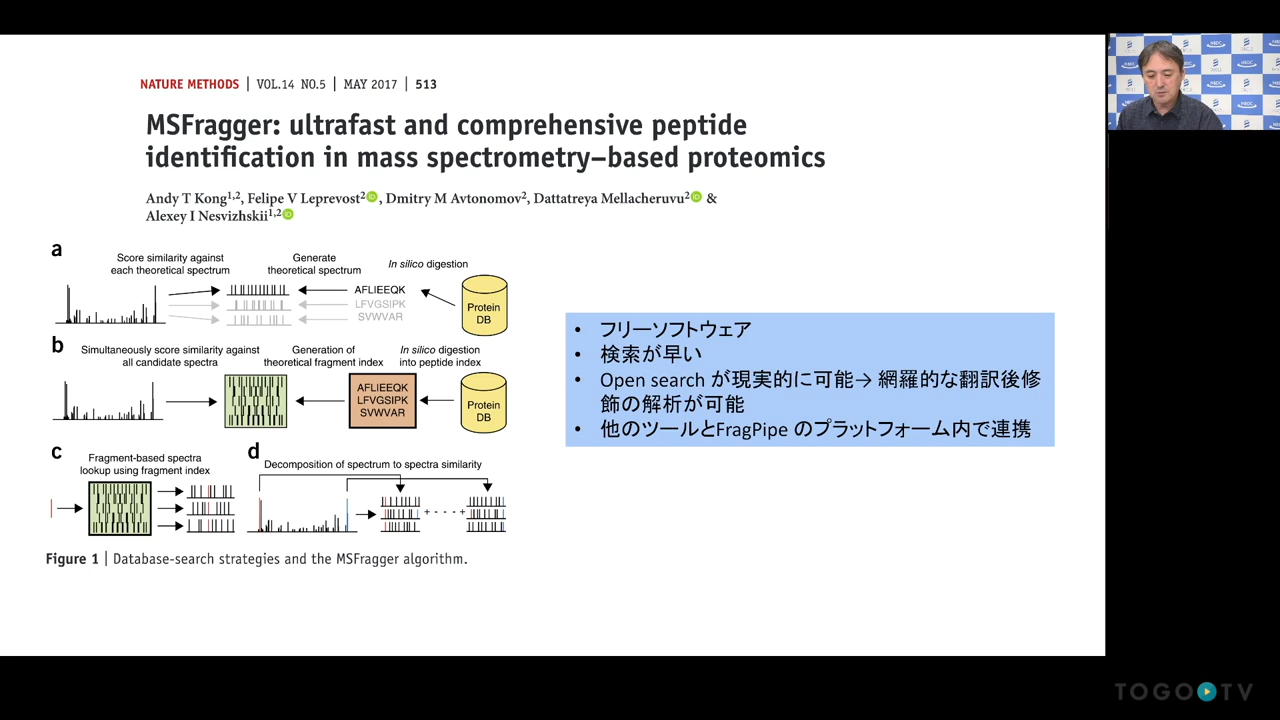 NATURE METHODS | VOL.14 NO.5 | MAY 2017 | 513
MSFragger: ultrafast and comprehensive peptide
identification in mass spectrometry–based proteomics
Andy T Kong1,2, Felipe V Leprevost2, Dmitry M Avtonomov2, Dattatreya Mellacheruvu2 &
Alexey I Nesvizhskii1,2
a
Score similarity against
each theoretical spectrum
Generate
theoretical spectrum
In silico digestion
AFLIEEQK
LFVGSIPK
SVWVAR
Protein
DB
b
Simultaneously score similarity against
all candidate spectra
Generation of
theoretical fragment index
In silico digestion
into peptide index
AFLIEEQK
LFVGSIPK
SVWVAR
Protein
DB
c
Fragment-based spectra
lookup using fragment index
d
Decomposition of spectrum to spectra similarity
+ - - - - +
Figure 1 | Database-search strategies and the MSFragger algorithm.
• フリーソフトウェア
• 検索が早い
• Open search が現実的に可能→ 網羅的な翻訳後修
飾の解析が可能
• 他のツールとFragPipe のプラットフォーム内で連携
TOGO TV